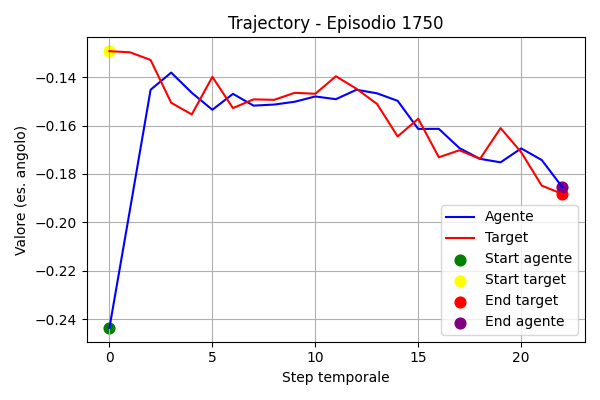 Trajectory - Episodio 1750
Valore (es. angolo)
−0.14
−0.16
−0.18
−0.20
−0.22
−0.24
0
5
10
15
20
Step temporale
Agente
Target
Start agente
Start target
End target
End agente